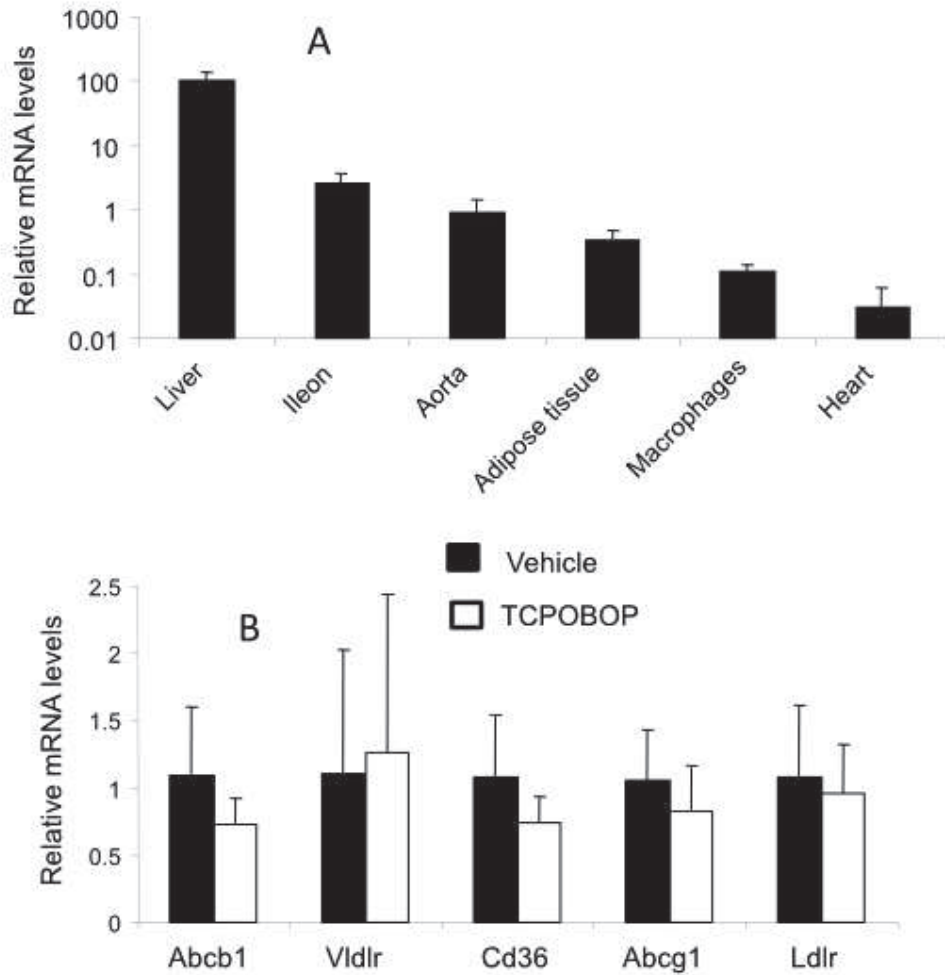 A
Relative mRNA levels
1000
100
10
1
0.1
0.01
Liver
Ileon
Aorta
Adipose tissue
Macrophages
Heart
Vehicle
TCPOBOP
B
Relative mRNA levels
2.5
2
1.5
1
0.5
0
Abcb1 Vldlr Cd36 Abcg1 Ldlr